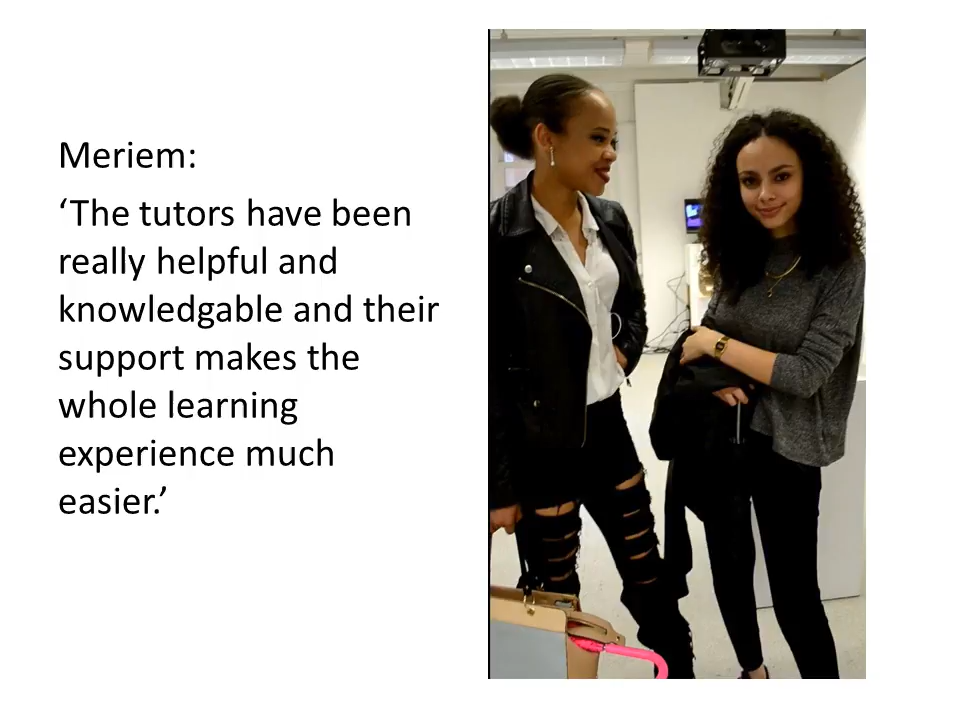 Meriem:
‘The tutors have been
really helpful and
knowledgable and their
support makes the
whole learning
experience much
easier.’